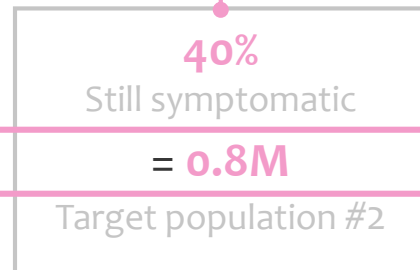 40%
Still symptomatic
= 0.8M
Target population #2